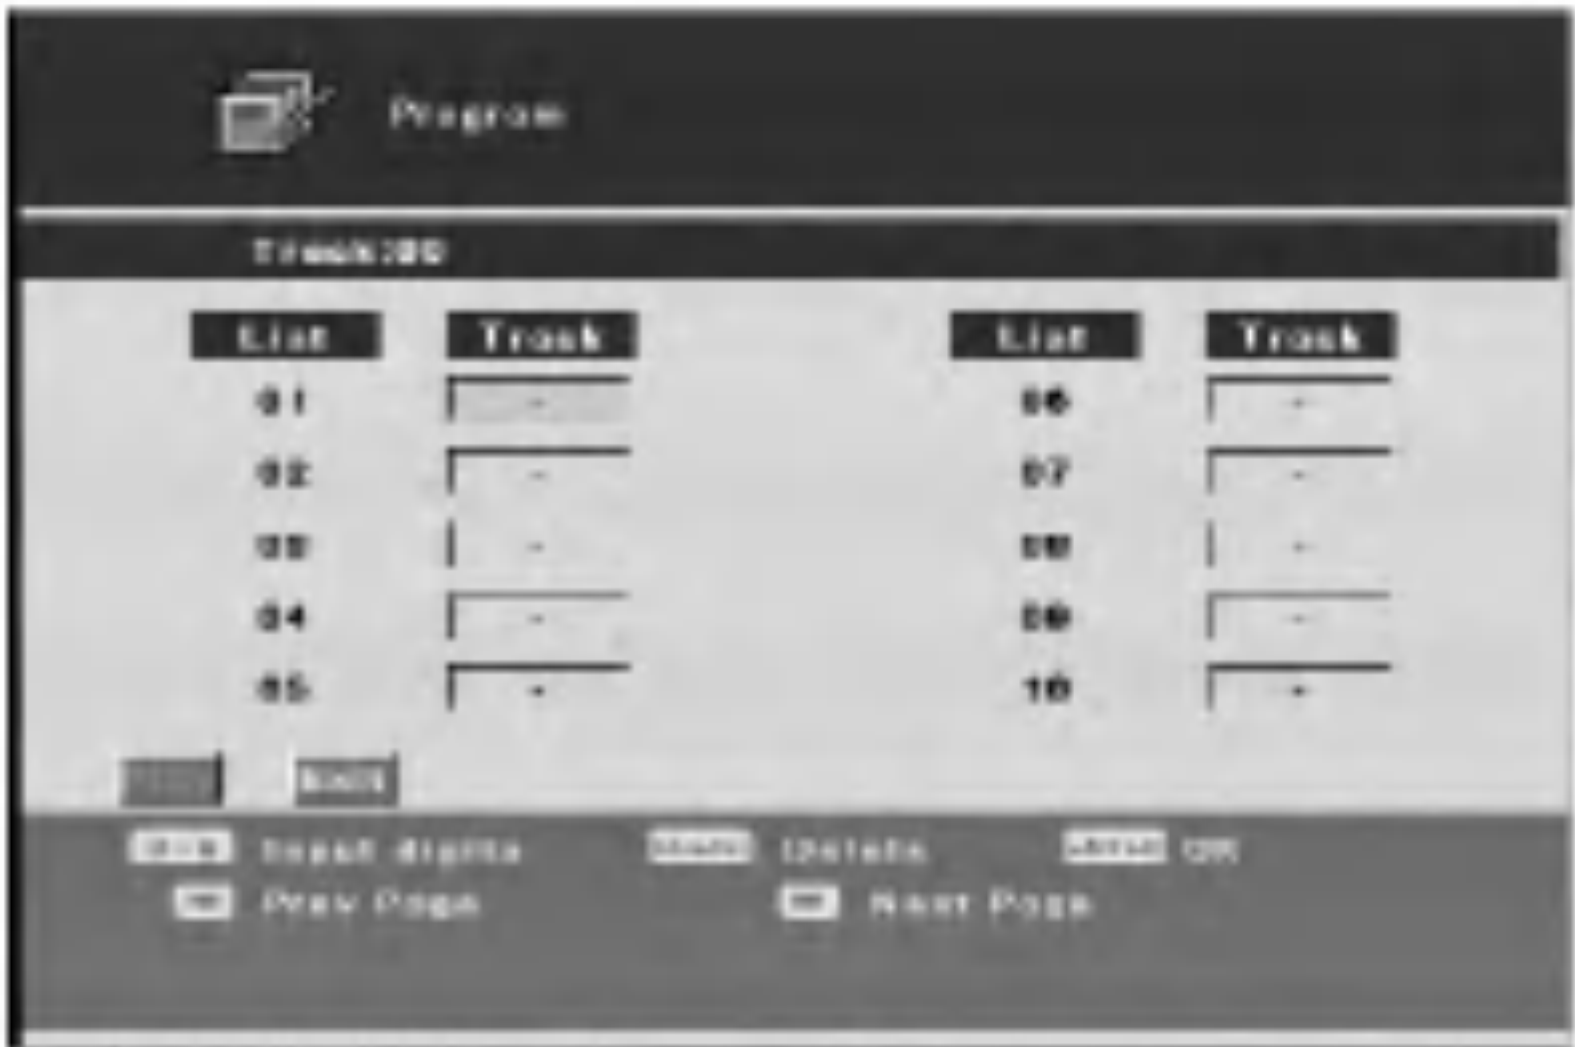 Program
List Track List Track
01 - 06 -
02 - 07 -
03 - 08 -
04 - 09 -
05 - 10 -
Input digits Delete OK
Prev Page Next Page